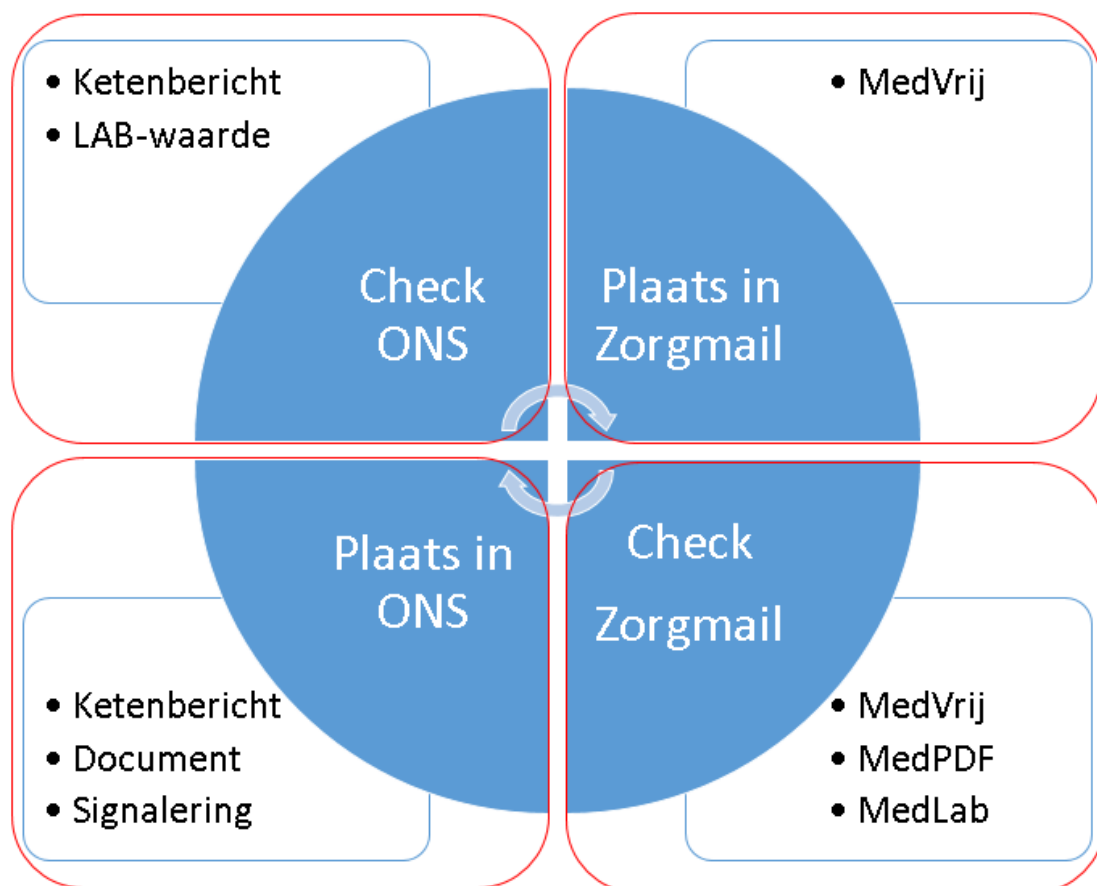 • Ketenbericht
• LAB-waarde
• MedVrij
Check
ONS
Plaats in
Zorgmail
Plaats in
ONS
Check
Zorgmail
• Ketenbericht
• Document
• Signalering
• MedVrij
• MedPDF
• MedLab